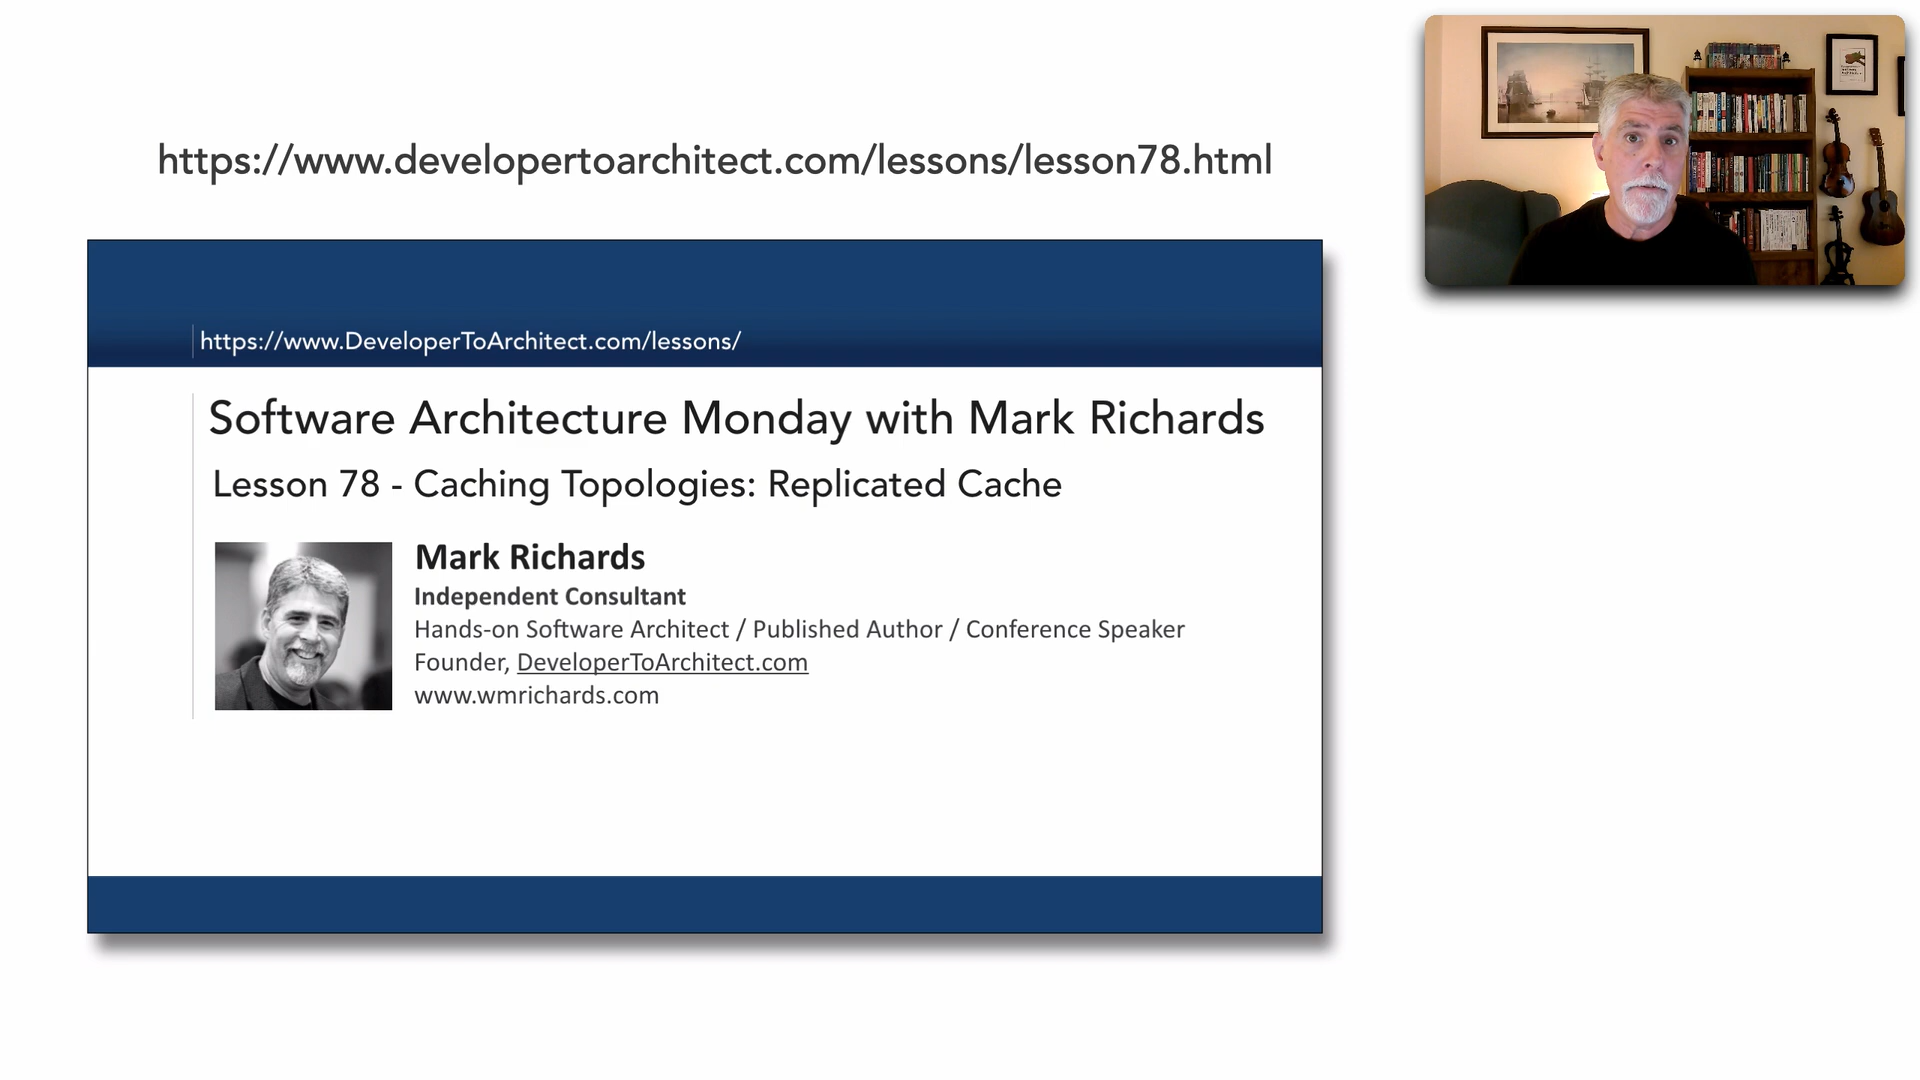 https://www.developertoarchitect.com/lessons/lesson78.html
https://www.DeveloperToArchitect.com/lessons/
Software Architecture Monday with Mark Richards
Lesson 78 - Caching Topologies: Replicated Cache
Mark Richards
Independent Consultant
Hands-on Software Architect / Published Author / Conference Speaker
Founder, DeveloperToArchitect.com
www.wmrichards.com